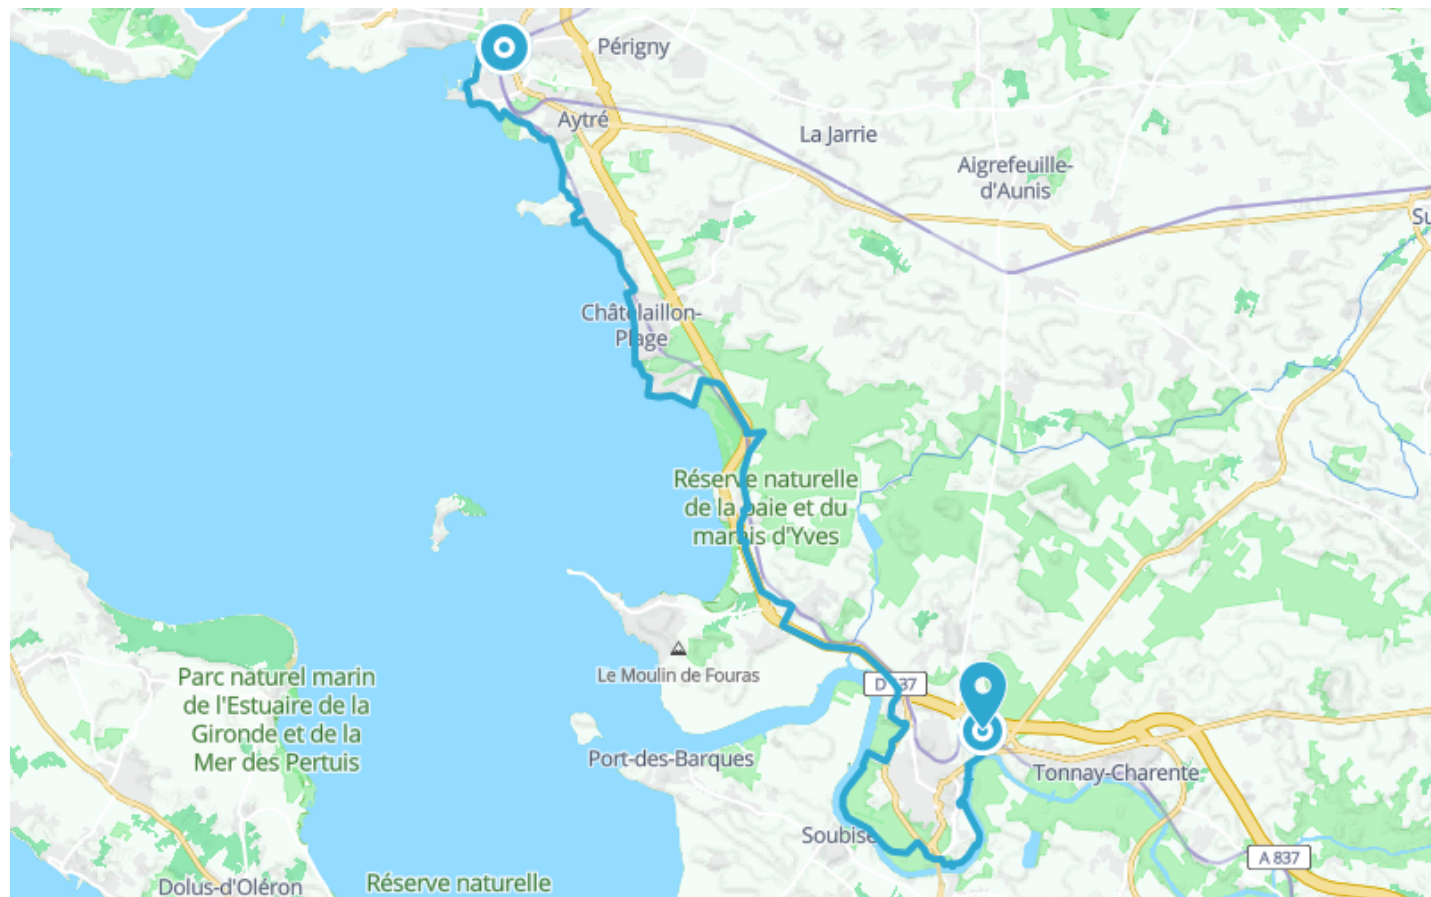 Périgny
Aytré
La Jarrie
Aigrefeuille-
d'Aunis
Su
Châtelaillon-
Plage
Réserve naturelle
de la baie et du
marais d'Yves
Le Moulin de Fouras
D 137
Parc naturel marin
de l'Estuaire de la
Gironde et de la
Mer des Pertuis
Port-des-Barques
Tonnay-Charente
Soubise
A 837
Dolus-d'Oléron
Réserve naturelle